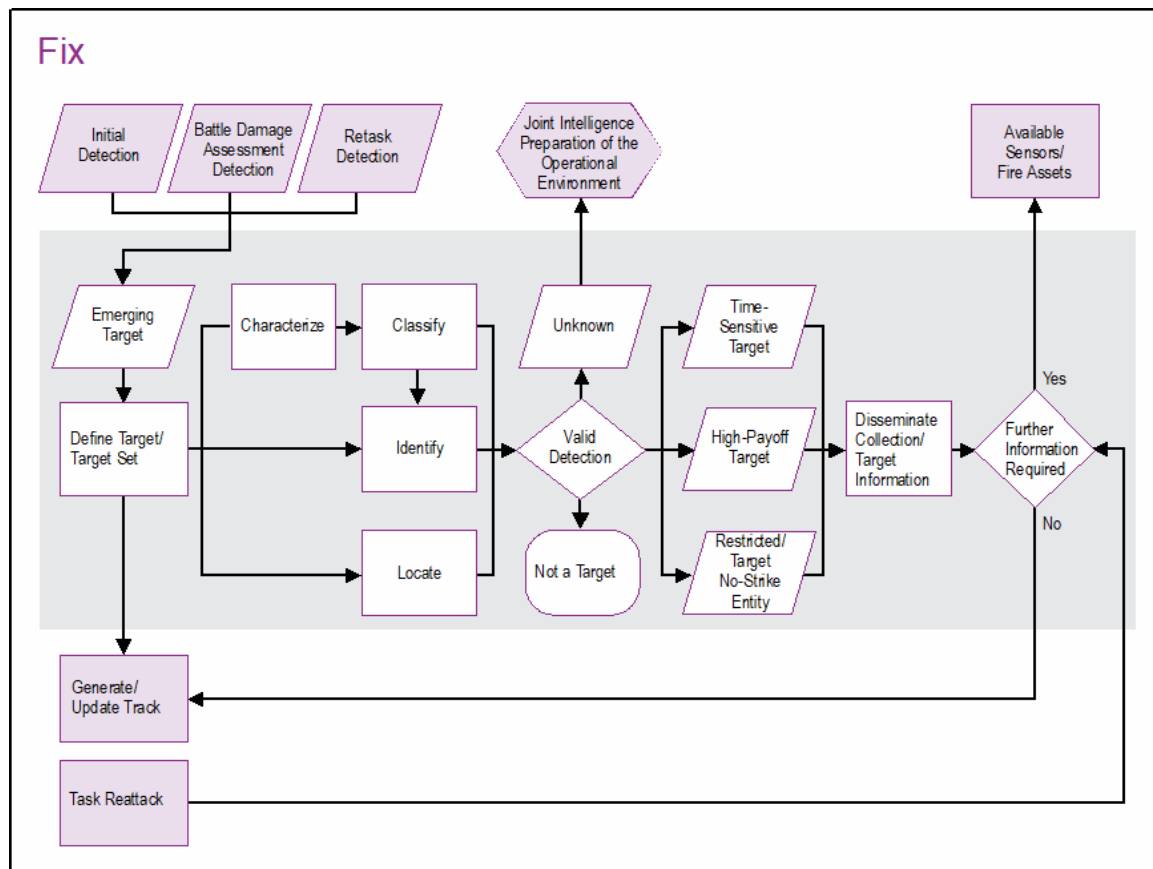 Fix
Initial
Detection
Battle Damage
Assessment
Detection
Retask
Detection
Joint Intelligence
Preparation of the
Operational
Environment
Available
Sensors/
Fire Assets
Emerging
Target
Characterize
Classify
Unknown
Time-
Sensitive
Target
Yes
Define Target/
Target Set
Identify
Valid
Detection
High-Payoff
Target
Disseminate
Collection/
Target
Information
Further
Information
Required
No
Locate
Not a Target
Restricted/
Target
No-Strike
Entity
Generate/
Update Track
Task Reattack